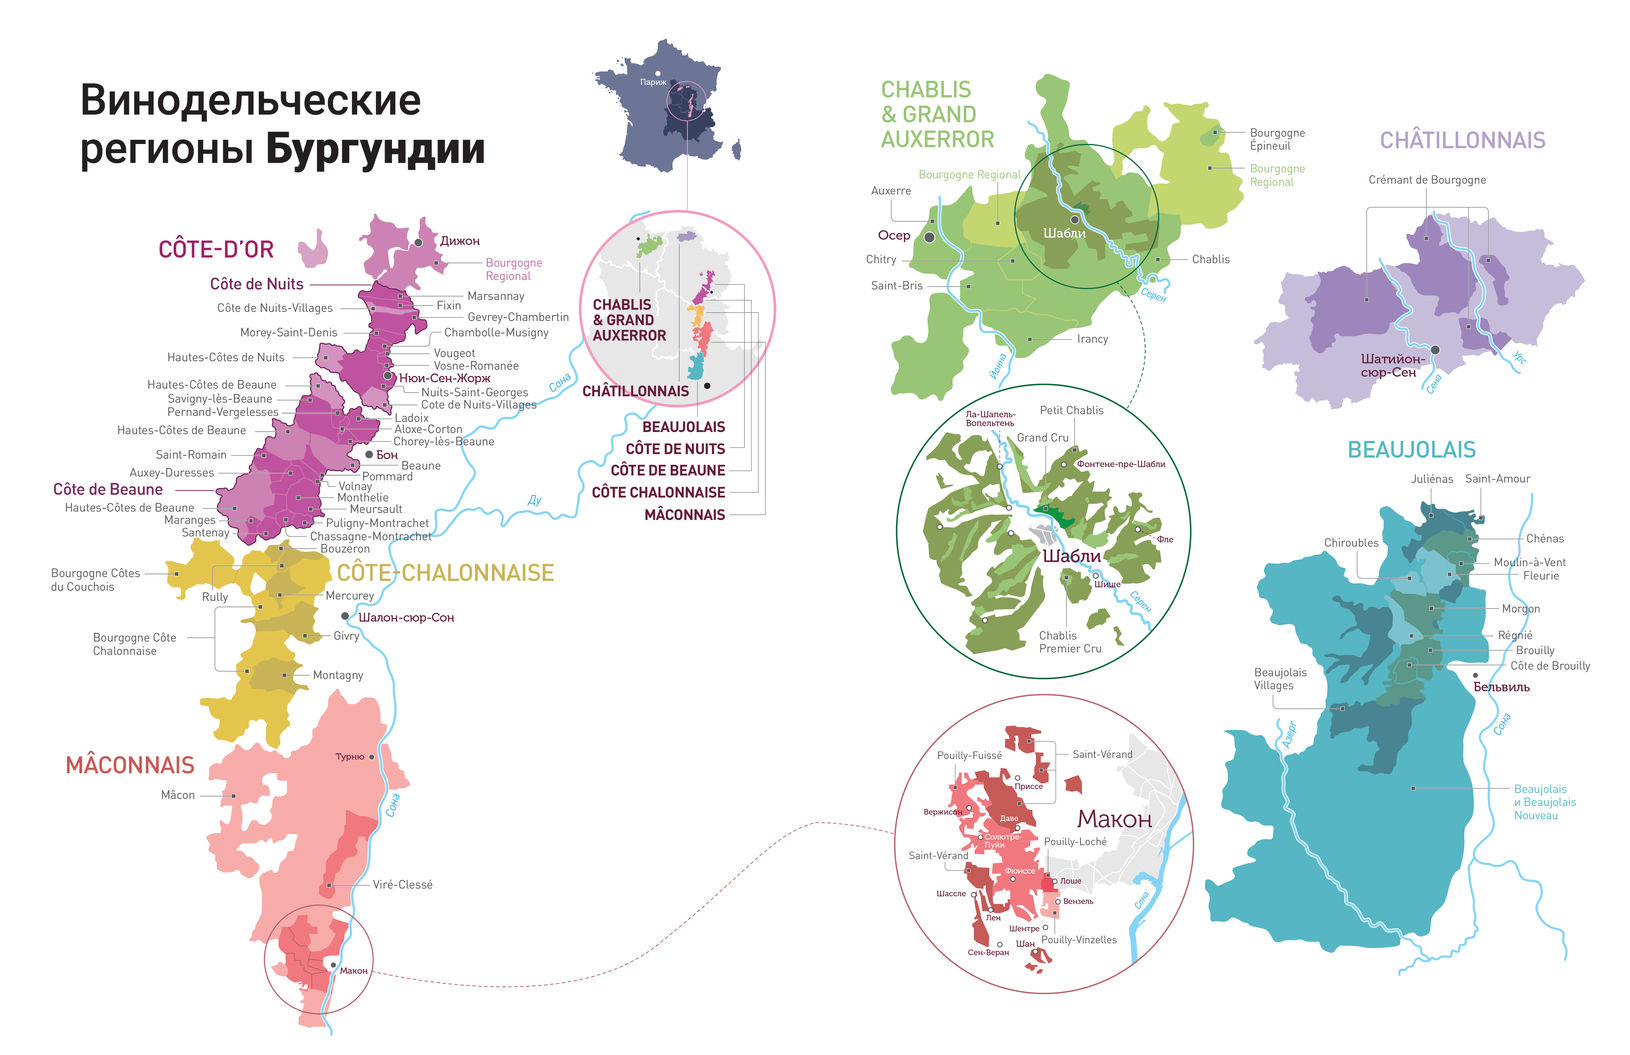 Винодельческие
регионы Бургундии
Париж
CHABLIS
& GRAND
AUXERROR
CHÂTILLONNAIS
BEAUJOLAIS
CÔTE DE NUITS
CÔTE DE BEAUNE
CÔTE CHALONNAISE
MÂCONNAIS
CÔTE-D’OR
Дижон
Bourgogne
Regional
Côte de Nuits
Marsannay
Côte de Nuits-Villages
Fixin
Gevrey-Chambertin
Morey-Saint-Denis
Chambolle-Musigny
Hautes-Côtes de Nuits
Vougeot
Vosne-Romanée
Нюи-Сен-Жорж
Hautes-Côtes de Beaune
Nuits-Saint-Georges
Savigny-lès-Beaune
Cote de Nuits-Villages
Pernand-Vergelesses
Ladoix
Hautes-Côtes de Beaune
Aloxe-Corton
Chorey-lès-Beaune
Saint-Romain
Бон
Beaune
Auxey-Duresses
Pommard
Côte de Beaune
Volnay
Monthelie
Hautes-Côtes de Beaune
Meursault
Maranges
Puligny-Montrachet
Santenay
Chassagne-Montrachet
Сона
Ду
Bouzeron
CÔTE-CHALONNAISE
Bourgogne Côtes
du Couchois
Rully
Mercurey
Шалон-сюр-Сон
Bourgogne Côte
Chalonnaise
Givry
Montagny
MÂCONNAIS
Турню
Mâcon
Сона
Viré-Clessé
Макон
CHABLIS
& GRAND
AUXERROR
Bourgogne
Épineuil
Bourgogne
Regional
Bourgogne Regional
Auxerre
Осер
Шабли
Chitry
Chablis
Saint-Bris
Серен
Irancy
Йонна
Ла-Шапель-
Вопельтень
Petit Chablis
Grand Cru
Фонтене-пре-Шабли
Фле
Шабли
Шише
Серен
Chablis
Premier Cru
Pouilly-Fuissé
Saint-Vérand
Приссе
Вержисон
Даве
Макон
Солютре-
Пуйи
Pouilly-Loché
Saint-Vérand
Фюиссе
Лоше
Шассле
Вензель
Лен
Сона
Шентре
Шан
Pouilly-Vinzelles
Сен-Веран
CHÂTILLONNAIS
Crémant de Bourgogne
Шатийон-
сюр-Сен
Сена
Урс
BEAUJOLAIS
Juliénas
Saint-Amour
Chiroubles
Chénas
Moulin-à-Vent
Fleurie
Morgon
Régnié
Brouilly
Côte de Brouilly
Beaujolais
Villages
Бельвиль
Азерг
Сона
Beaujolais
и Beaujolais
Nouveau